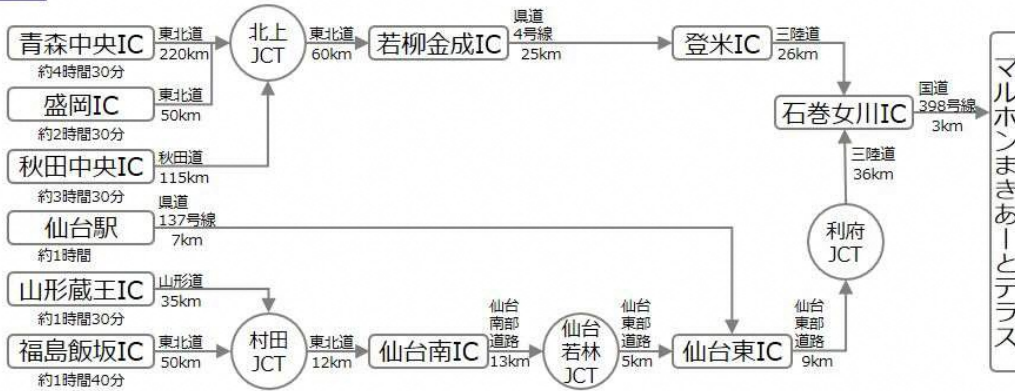 青森中央IC
東北道
220km
約4時間30分
盛岡IC
東北道
50km
約2時間30分
秋田中央IC
秋田道
115km
約3時間30分
北上
JCT
東北道
60km
若柳金成IC
県道
4号線
25km
登米IC
三陸道
26km
石巻女川IC
国道
398号線
3km
マルホンまきあーとテラス
仙台駅
県道
137号線
7km
約1時間
山形蔵王IC
山形道
35km
約1時間30分
福島飯坂IC
東北道
50km
約1時間40分
村田
JCT
東北道
12km
仙台南IC
仙台
南部
道路
13km
仙台
若林
JCT
仙台
東部
道路
5km
仙台東IC
仙台
東部
道路
9km
利府
JCT
三陸道
36km